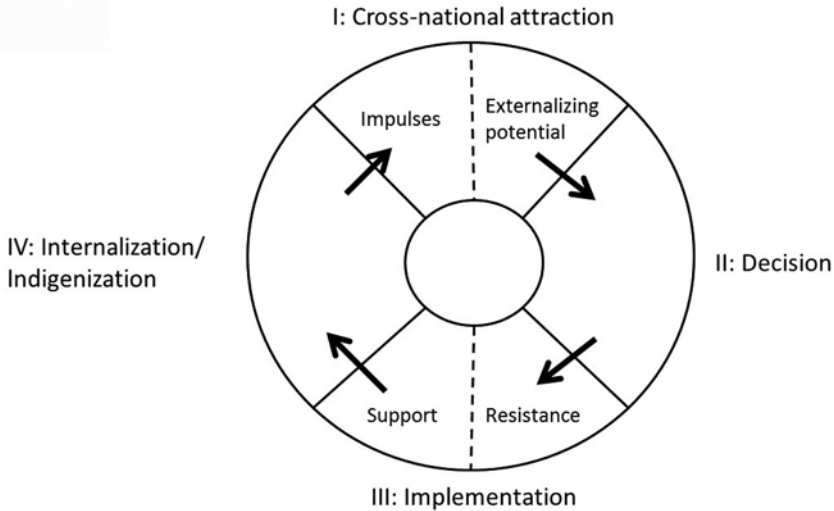 I: Cross-national attraction
Impulses
Externalizing
potential
IV: Internalization/
Indigenization
II: Decision
Support
Resistance
III: Implementation